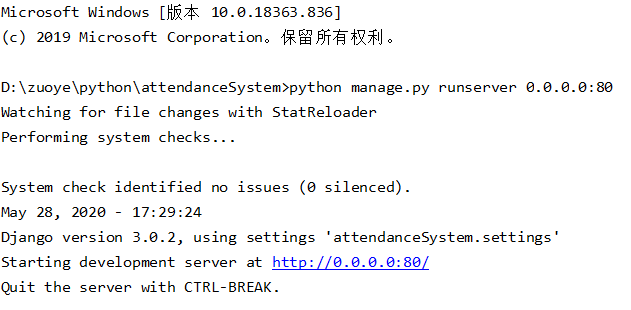 Microsoft Windows [版本 10.0.18363.836]
(c) 2019 Microsoft Corporation。保留所有权利。
D:\zuoye\python\attendanceSystem>python manage.py runserver 0.0.0.0:80
Watching for file changes with StatReloader
Performing system checks...
System check identified no issues (0 silenced).
May 28, 2020 - 17:29:24
Django version 3.0.2, using settings 'attendanceSystem.settings'
Starting development server at http://0.0.0.0:80/
Quit the server with CTRL-BREAK.